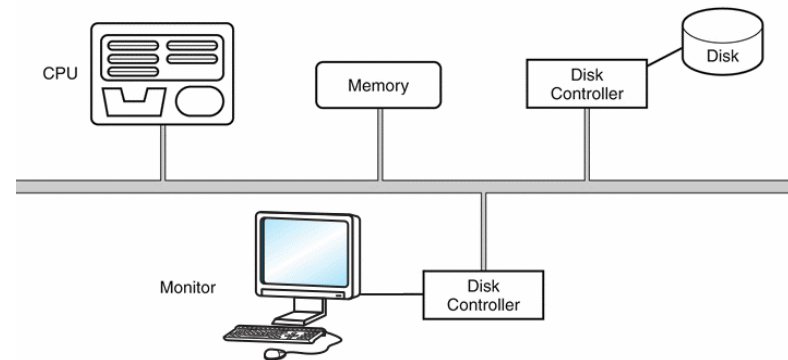 CPU
Memory
Disk
Controller
Disk
Monitor
Disk
Controller